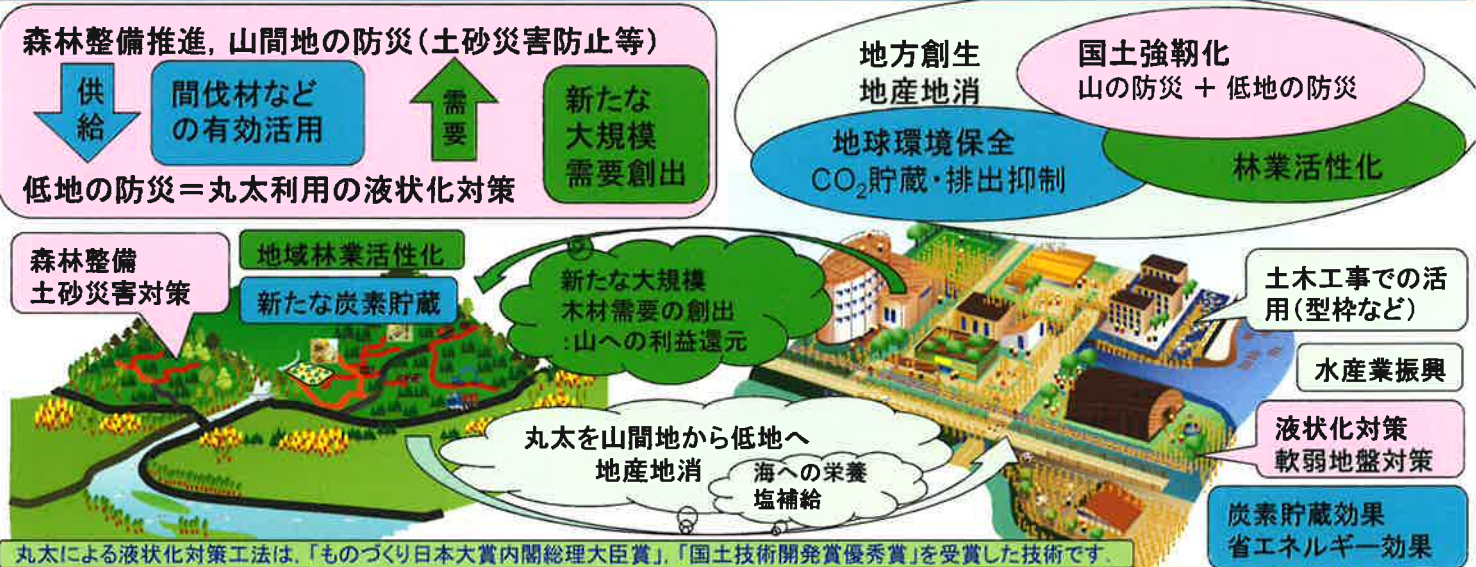 森林整備推進, 山間地の防災(土砂災害防止等)
供給
間伐材など
の有効活用
需要
新たな
大規模
需要創出
低地の防災＝丸太利用の液状化対策
地方創生
地産地消
国土強靭化
山の防災 ＋ 低地の防災
地球環境保全
CO₂貯蔵・排出抑制
林業活性化
森林整備
土砂災害対策
地域林業活性化
新たな炭素貯蔵
新たな大規模
木材需要の創出
:山への利益還元
土木工事での活
用(型枠など)
水産業振興
丸太を山間地から低地へ
地産地消
海への栄養
塩補給
液状化対策
軟弱地盤対策
炭素貯蔵効果
省エネルギー効果
丸太による液状化対策工法は,「ものづくり日本大賞内閣総理大臣賞」,「国土技術開発賞優秀賞」を受賞した技術です.